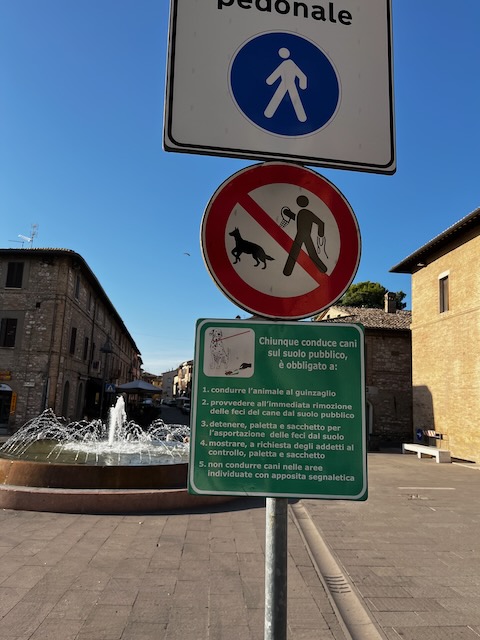 pedonale
Chiunque conduce cani
sul suolo pubblico,
è obbligato a:
1. condurre l'animale al guinzaglio
2. provvedere all'immediata rimozione
delle feci del cane dal suolo pubblico
3. detenere, paletta e sacchetto per
l'asportazione delle feci dal suolo
4. mostrare, a richiesta degli addetti al
controllo, paletta e sacchetto
5. non condurre cani nelle aree
individuate con apposita segnaletica